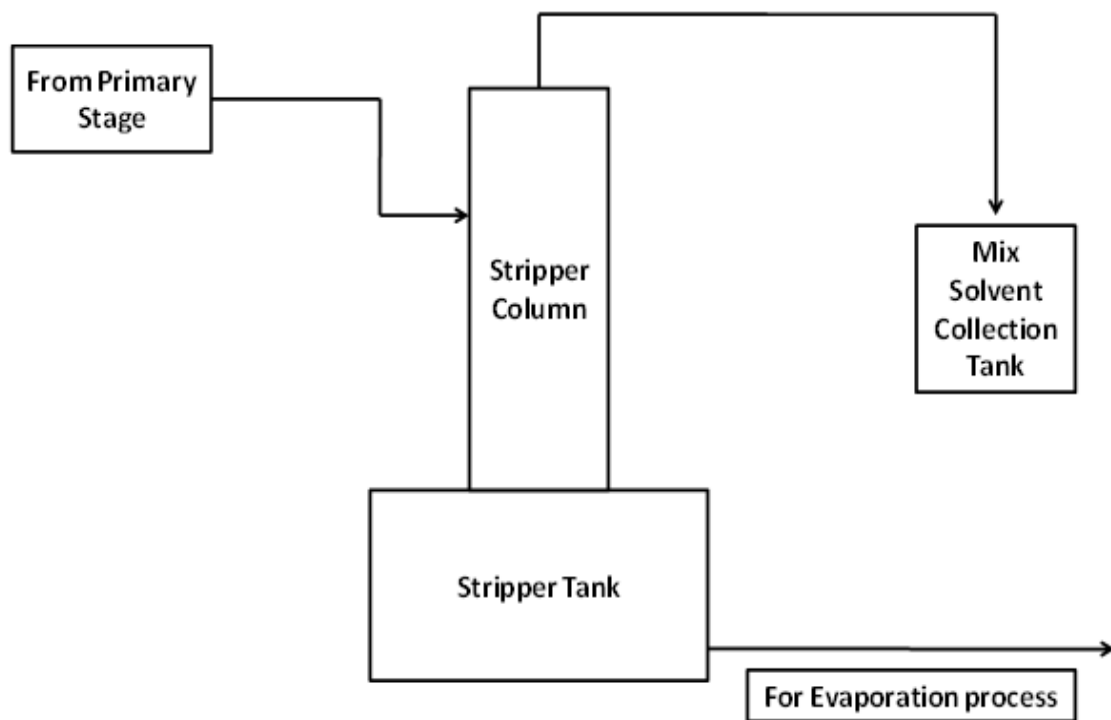 From Primary
Stage
Stripper
Column
Mix
Solvent
Collection
Tank
Stripper Tank
For Evaporation process